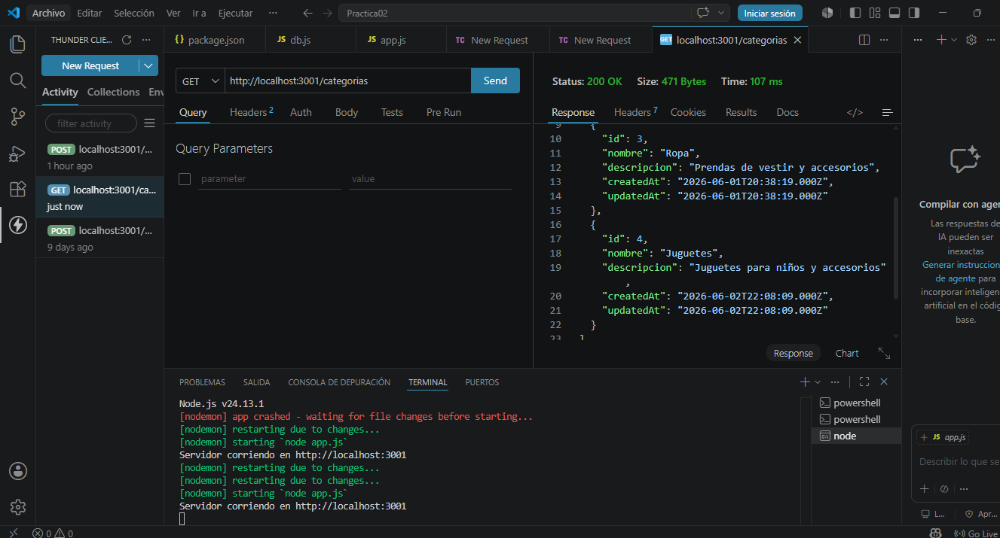 Archivo Editar Selección Ver Ir a Ejecutar ··· Practica02 Iniciar sesión
THUNDER CLIE... ···
New Request
Activity Collections Env
filter activity
POST localhost:3001/...
1 hour ago
GET localhost:3001/ca...
just now
POST localhost:3001/...
9 days ago
{} package.json JS db.js JS app.js TC New Request TC New Request GET localhost:3001/categorias
GET http://localhost:3001/categorias Send
Query Headers 2 Auth Body Tests Pre Run
Query Parameters
parameter value
Status: 200 OK Size: 471 Bytes Time: 107 ms
Response Headers 7 Cookies Results Docs </>
9 {
10 "id": 3,
11 "nombre": "Ropa",
12 "descripcion": "Prendas de vestir y accesorios",
13 "createdAt": "2026-06-01T20:38:19.000Z",
14 "updatedAt": "2026-06-01T20:38:19.000Z"
15 },
16 {
17 "id": 4,
18 "nombre": "Juguetes",
19 "descripcion": "Juguetes para niños y accesorios"
,
20 "createdAt": "2026-06-02T22:08:09.000Z",
21 "updatedAt": "2026-06-02T22:08:09.000Z"
22 }
23 ]
Response Chart
PROBLEMAS SALIDA CONSOLA DE DEPURACIÓN TERMINAL PUERTOS
Node.js v24.13.1
[nodemon] app crashed - waiting for file changes before starting...
[nodemon] restarting due to changes...
[nodemon] starting `node app.js`
Servidor corriendo en http://localhost:3001
[nodemon] restarting due to changes...
[nodemon] restarting due to changes...
[nodemon] starting `node app.js`
Servidor corriendo en http://localhost:3001
powershell
powershell
node
Compilar con agen
Las respuestas de
IA pueden ser
inexactas
Generar instruccion
de agente para
incorporar inteligen
artificial en el códig
base.
+ JS app.js
Describir lo que se
L... Apr...
0 0 Go Live